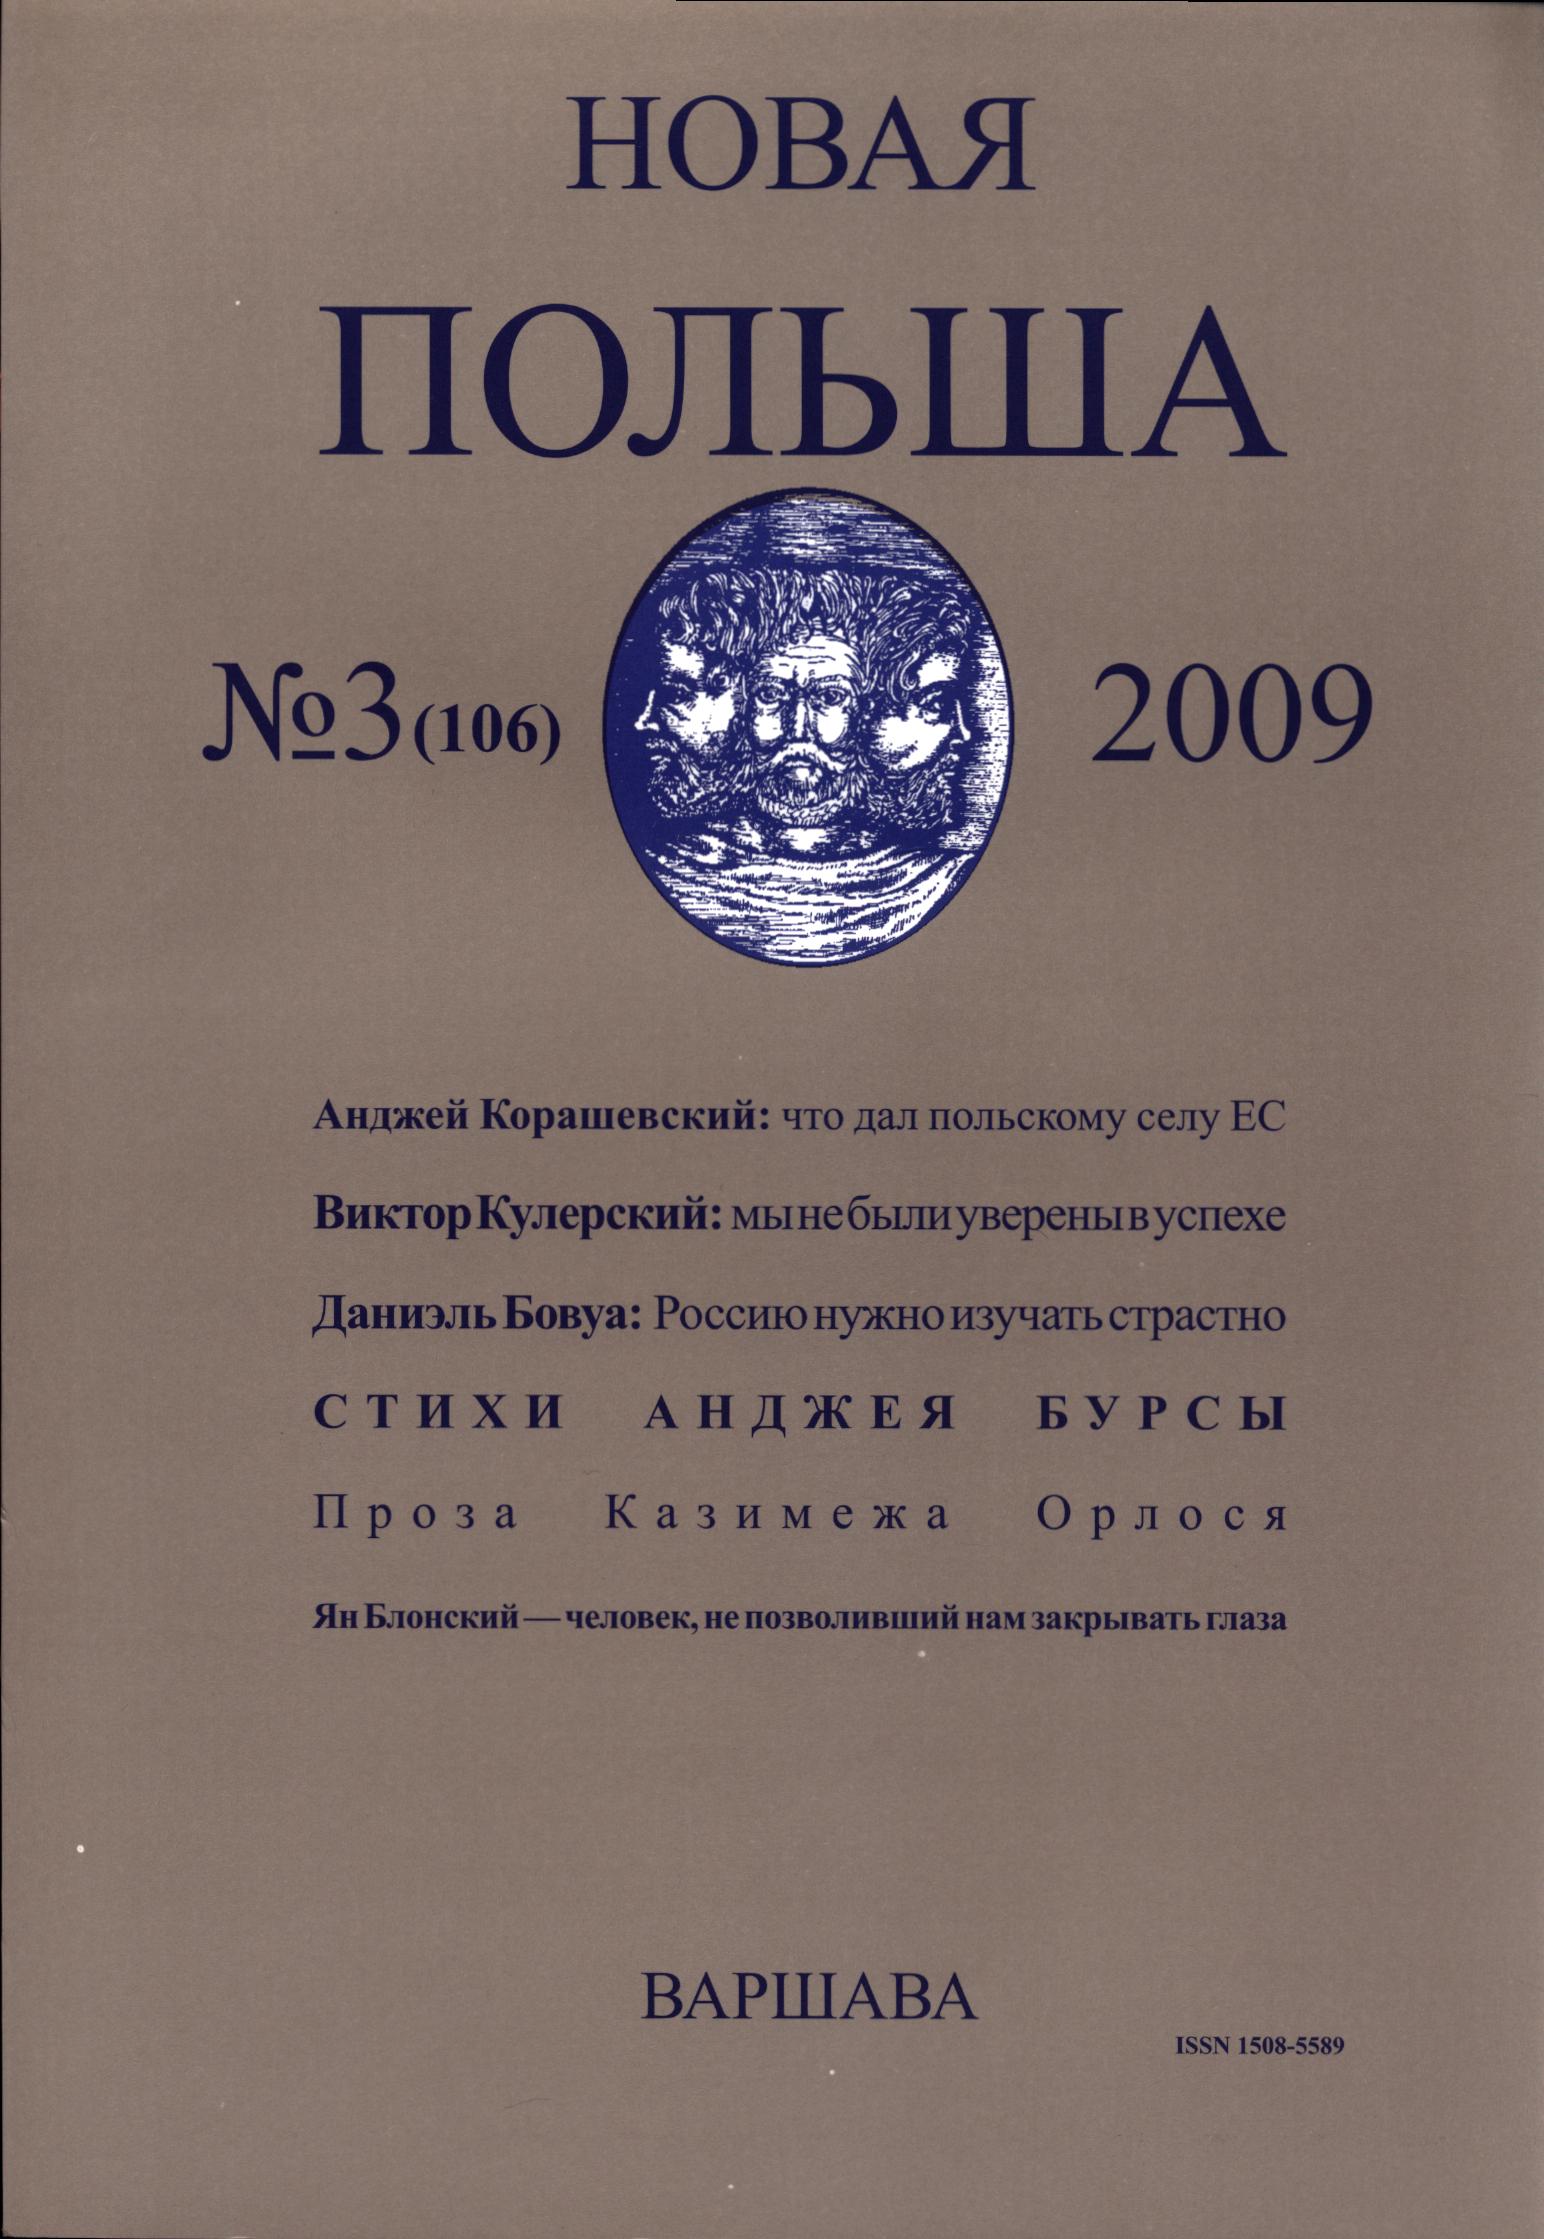 НОВАЯ
ПОЛЬША
№3(106)
2009
Анджей Корашевский: что дал польскому селу ЕС
Виктор Кулерский: мы не были уверены в успехе
Даниэль Бовуа: Россию нужно изучать страстно
СТИХИ АНДЖЕЯ БУРСЫ
Проза Казимежа Орлося
Ян Блонский — человек, не позволивший нам закрывать глаза
ВАРШАВА
ISSN 1508-5589